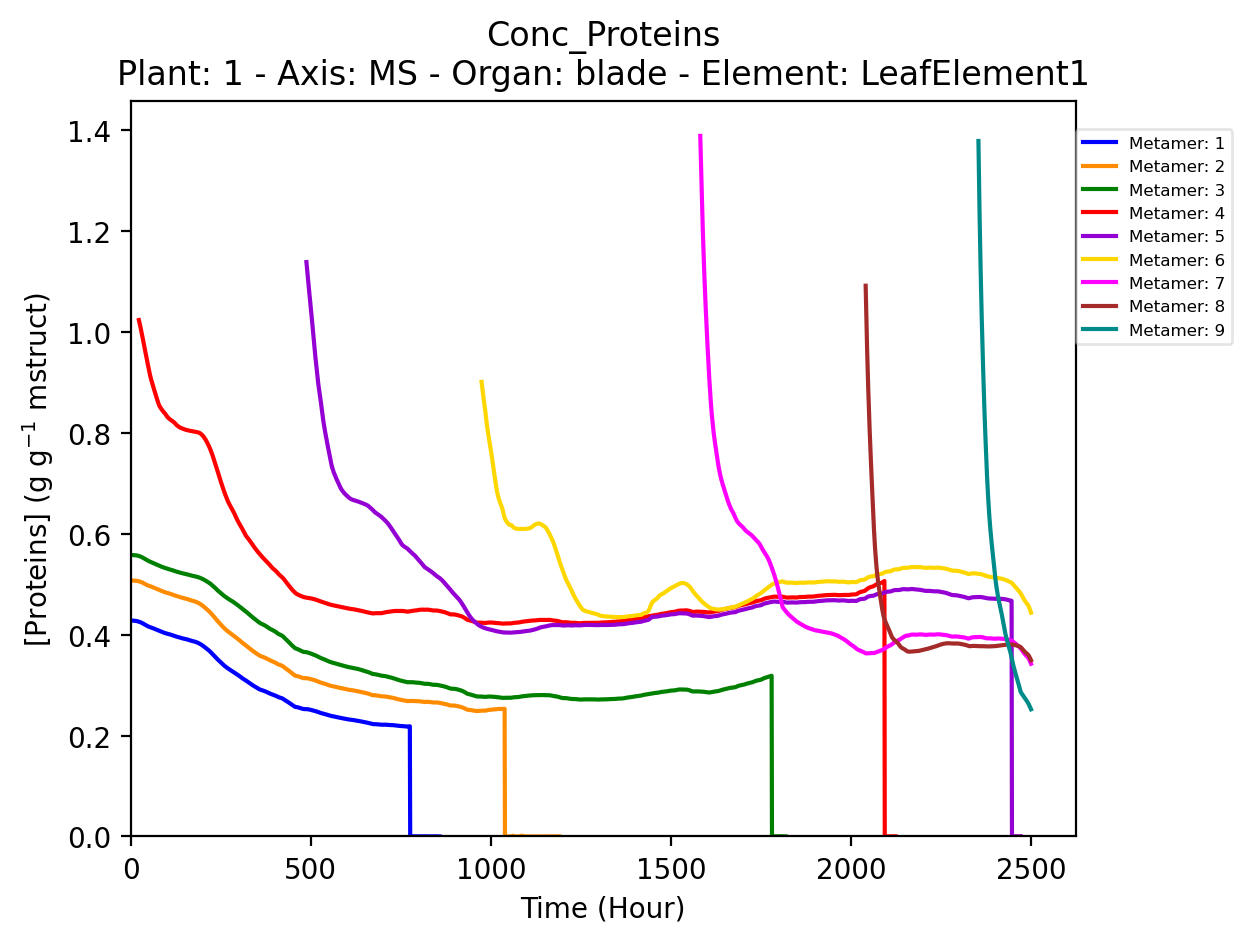 Conc_Proteins
Plant: 1 - Axis: MS - Organ: blade - Element: LeafElement1
[Proteins] (g g⁻¹ mstruct)
1.4
1.2
1.0
0.8
0.6
0.4
0.2
0.0
0 500 1000 1500 2000 2500
Time (Hour)
Metamer: 1
Metamer: 2
Metamer: 3
Metamer: 4
Metamer: 5
Metamer: 6
Metamer: 7
Metamer: 8
Metamer: 9